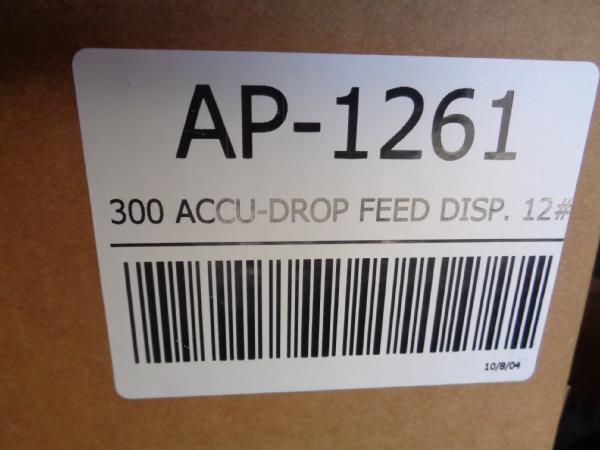 AP-1261
300 ACCU-DROP FEED DISP. 12#
10/8/04